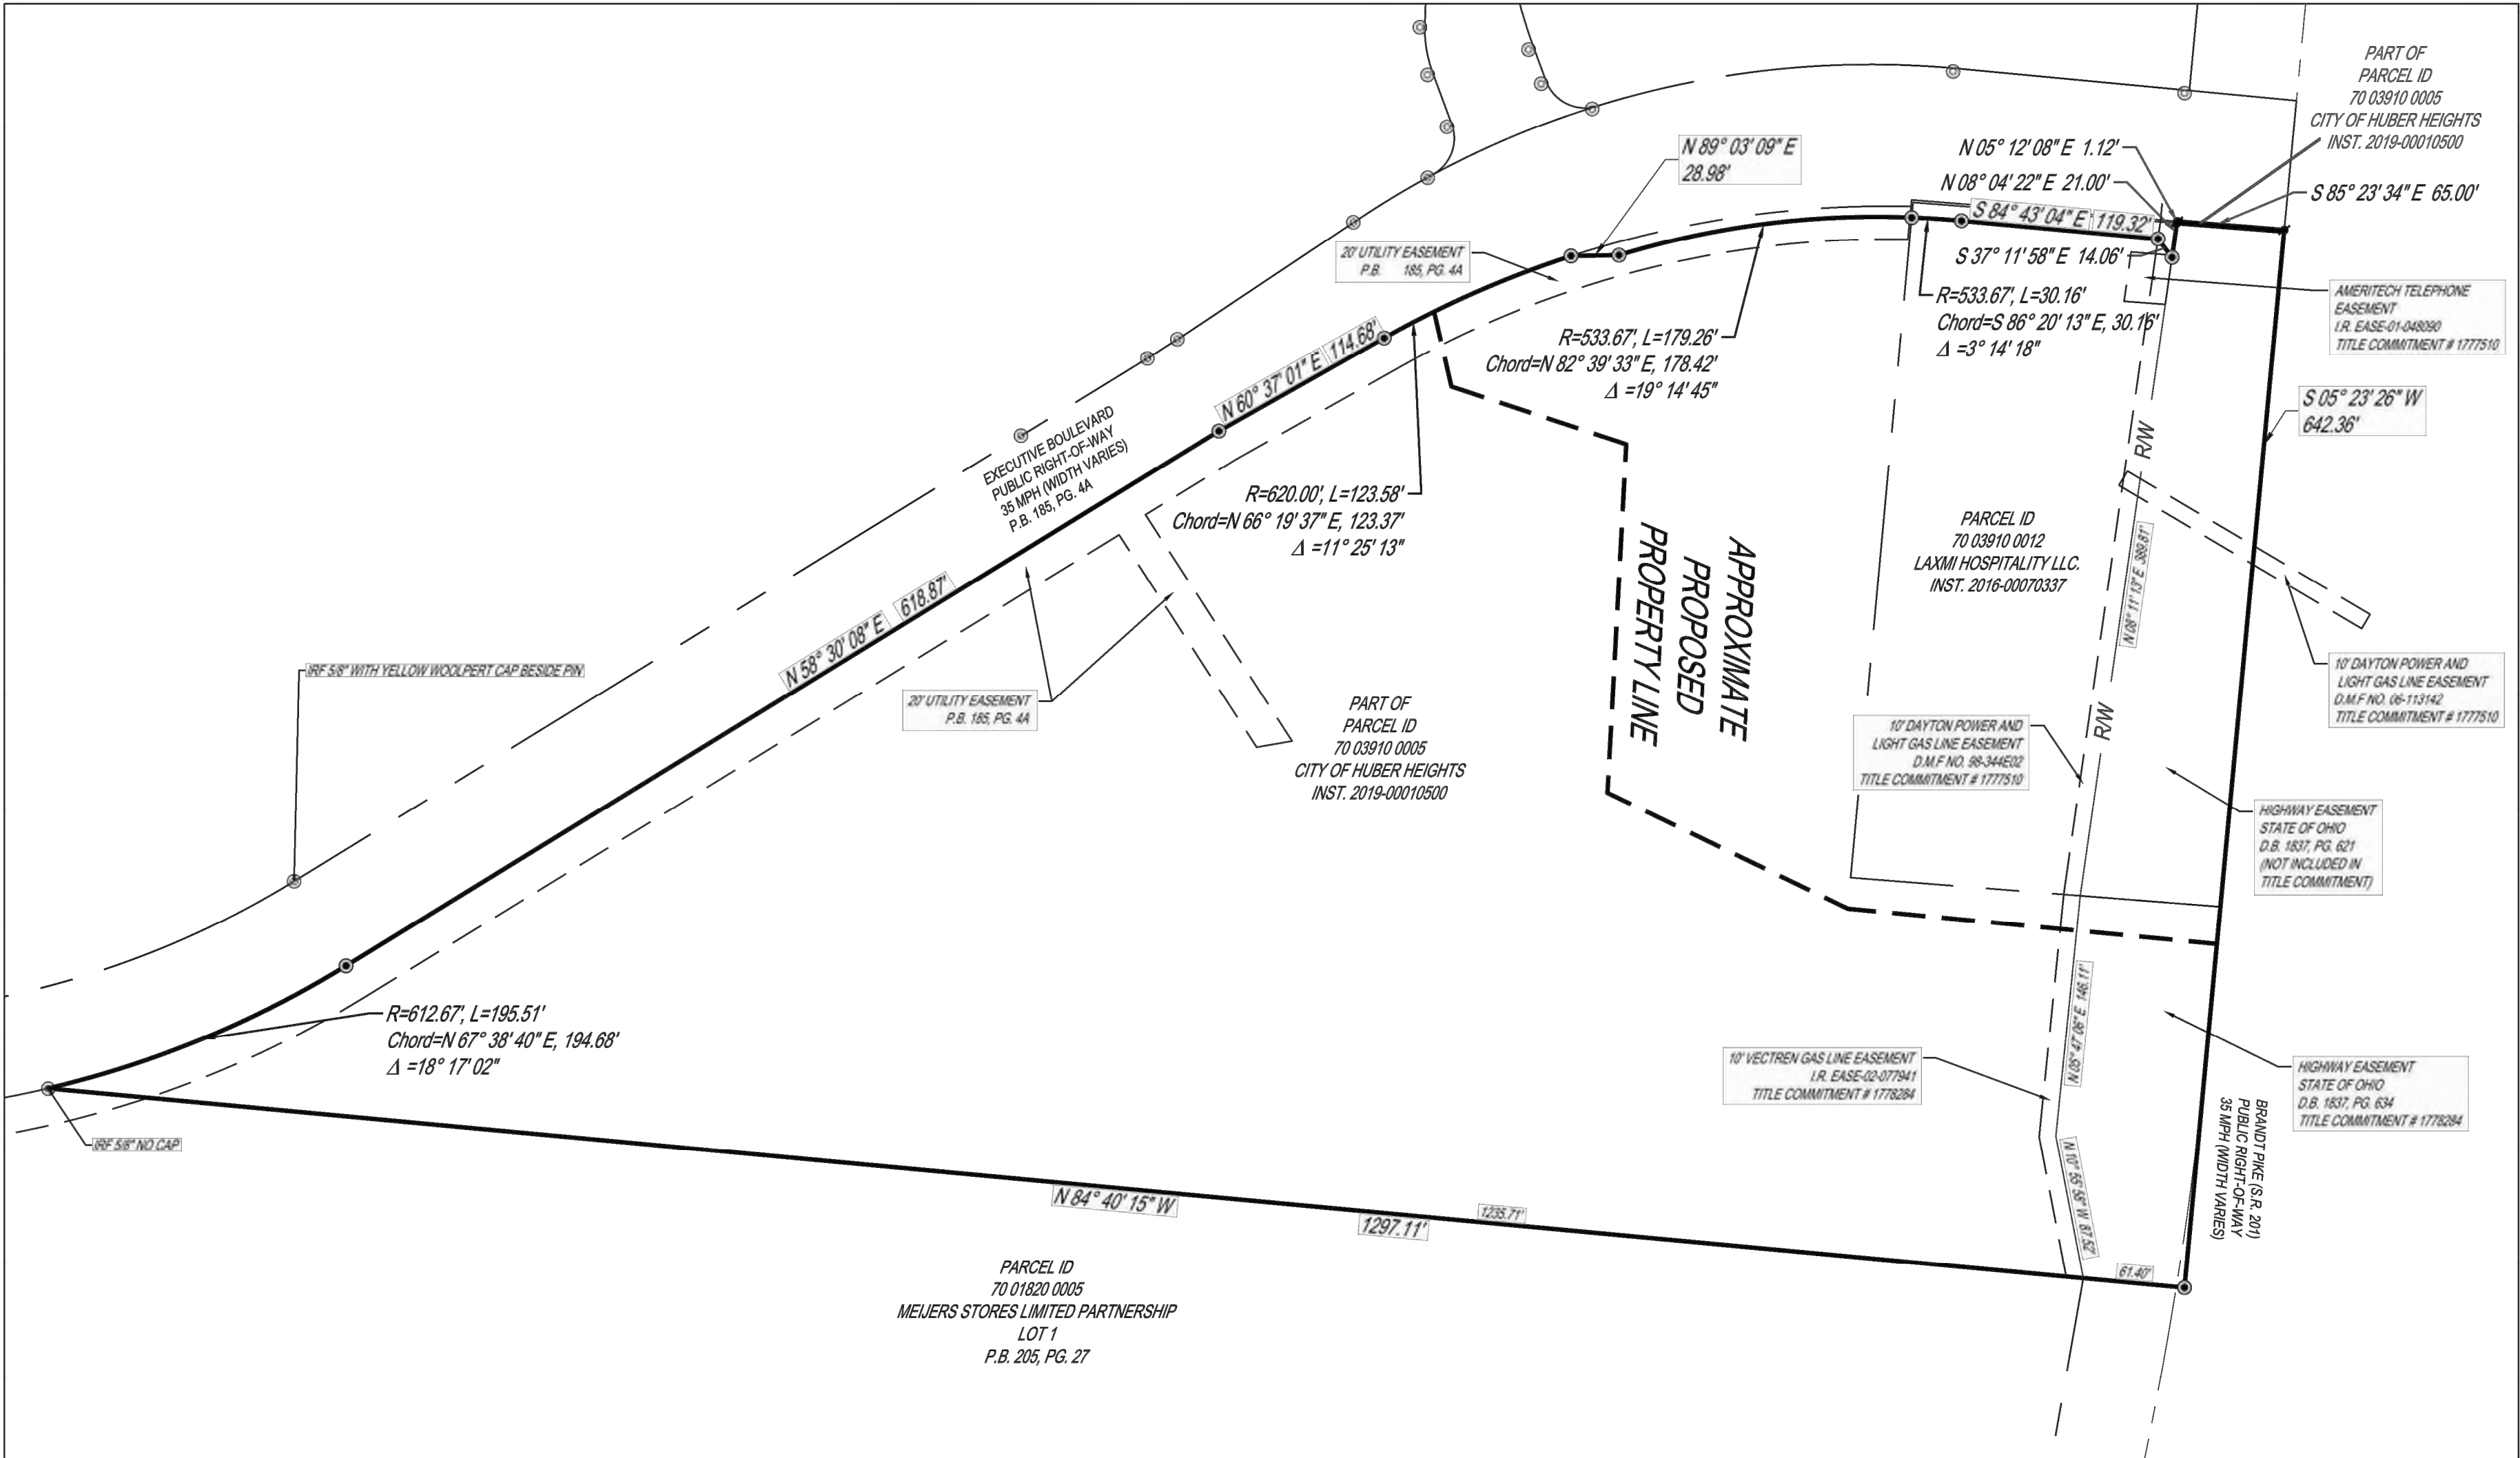 PART OF
PARCEL ID
70 03910 0005
CITY OF HUBER HEIGHTS
INST. 2019-00010500
N 89° 03' 09" E
28.98'
N 05° 12' 08" E 1.12'
N 08° 04' 22" E 21.00'
S 85° 23' 34" E 65.00'
S 84° 43' 04" E 119.32'
S 37° 11' 58" E 14.06'
20' UTILITY EASEMENT
P.B. 185, PG. 4A
R=533.67', L=30.16'
Chord=S 86° 20' 13" E, 30.16'
Δ =3° 14' 18"
AMERITECH TELEPHONE
EASEMENT
I.R. EASE-01-048090
TITLE COMMITMENT # 1777510
R=533.67', L=179.26'
Chord=N 82° 39' 33" E, 178.42'
Δ =19° 14' 45"
N 60° 37' 01" E 114.68'
S 05° 23' 26" W
642.36'
EXECUTIVE BOULEVARD
PUBLIC RIGHT-OF-WAY
35 MPH (WIDTH VARIES)
P.B. 185, PG. 4A
R/W
R=620.00', L=123.58'
Chord=N 66° 19' 37" E, 123.37'
Δ =11° 25' 13"
APPROXIMATE
PROPOSED
PROPERTY LINE
PARCEL ID
70 03910 0012
LAXMI HOSPITALITY LLC.
INST. 2016-00070337
N 08° 11' 13" E 389.81'
N 58° 30' 08" E 618.87'
IRF 5/8" WITH YELLOW WOOLPERT CAP BESIDE PIN
20' UTILITY EASEMENT
P.B. 185, PG. 4A
PART OF
PARCEL ID
70 03910 0005
CITY OF HUBER HEIGHTS
INST. 2019-00010500
10' DAYTON POWER AND
LIGHT GAS LINE EASEMENT
D.M.F NO. 06-113142
TITLE COMMITMENT # 1777510
R/W
10' DAYTON POWER AND
LIGHT GAS LINE EASEMENT
D.M.F NO. 98-344E02
TITLE COMMITMENT # 1777510
HIGHWAY EASEMENT
STATE OF OHIO
D.B. 1837, PG. 621
(NOT INCLUDED IN
TITLE COMMITMENT)
R=612.67', L=195.51'
Chord=N 67° 38' 40" E, 194.68'
Δ =18° 17' 02"
N 05° 47' 06" E 146.11'
10' VECTREN GAS LINE EASEMENT
I.R. EASE-02-077941
TITLE COMMITMENT # 1778284
HIGHWAY EASEMENT
STATE OF OHIO
D.B. 1837, PG. 634
TITLE COMMITMENT # 1778284
BRANDT PIKE (S.R. 201)
PUBLIC RIGHT-OF-WAY
35 MPH (WIDTH VARIES)
IRF 5/8" NO CAP
N 10° 55' 58" W 87.52'
N 84° 40' 15" W
1297.11'
1235.71'
61.40'
PARCEL ID
70 01820 0005
MEIJERS STORES LIMITED PARTNERSHIP
LOT 1
P.B. 205, PG. 27